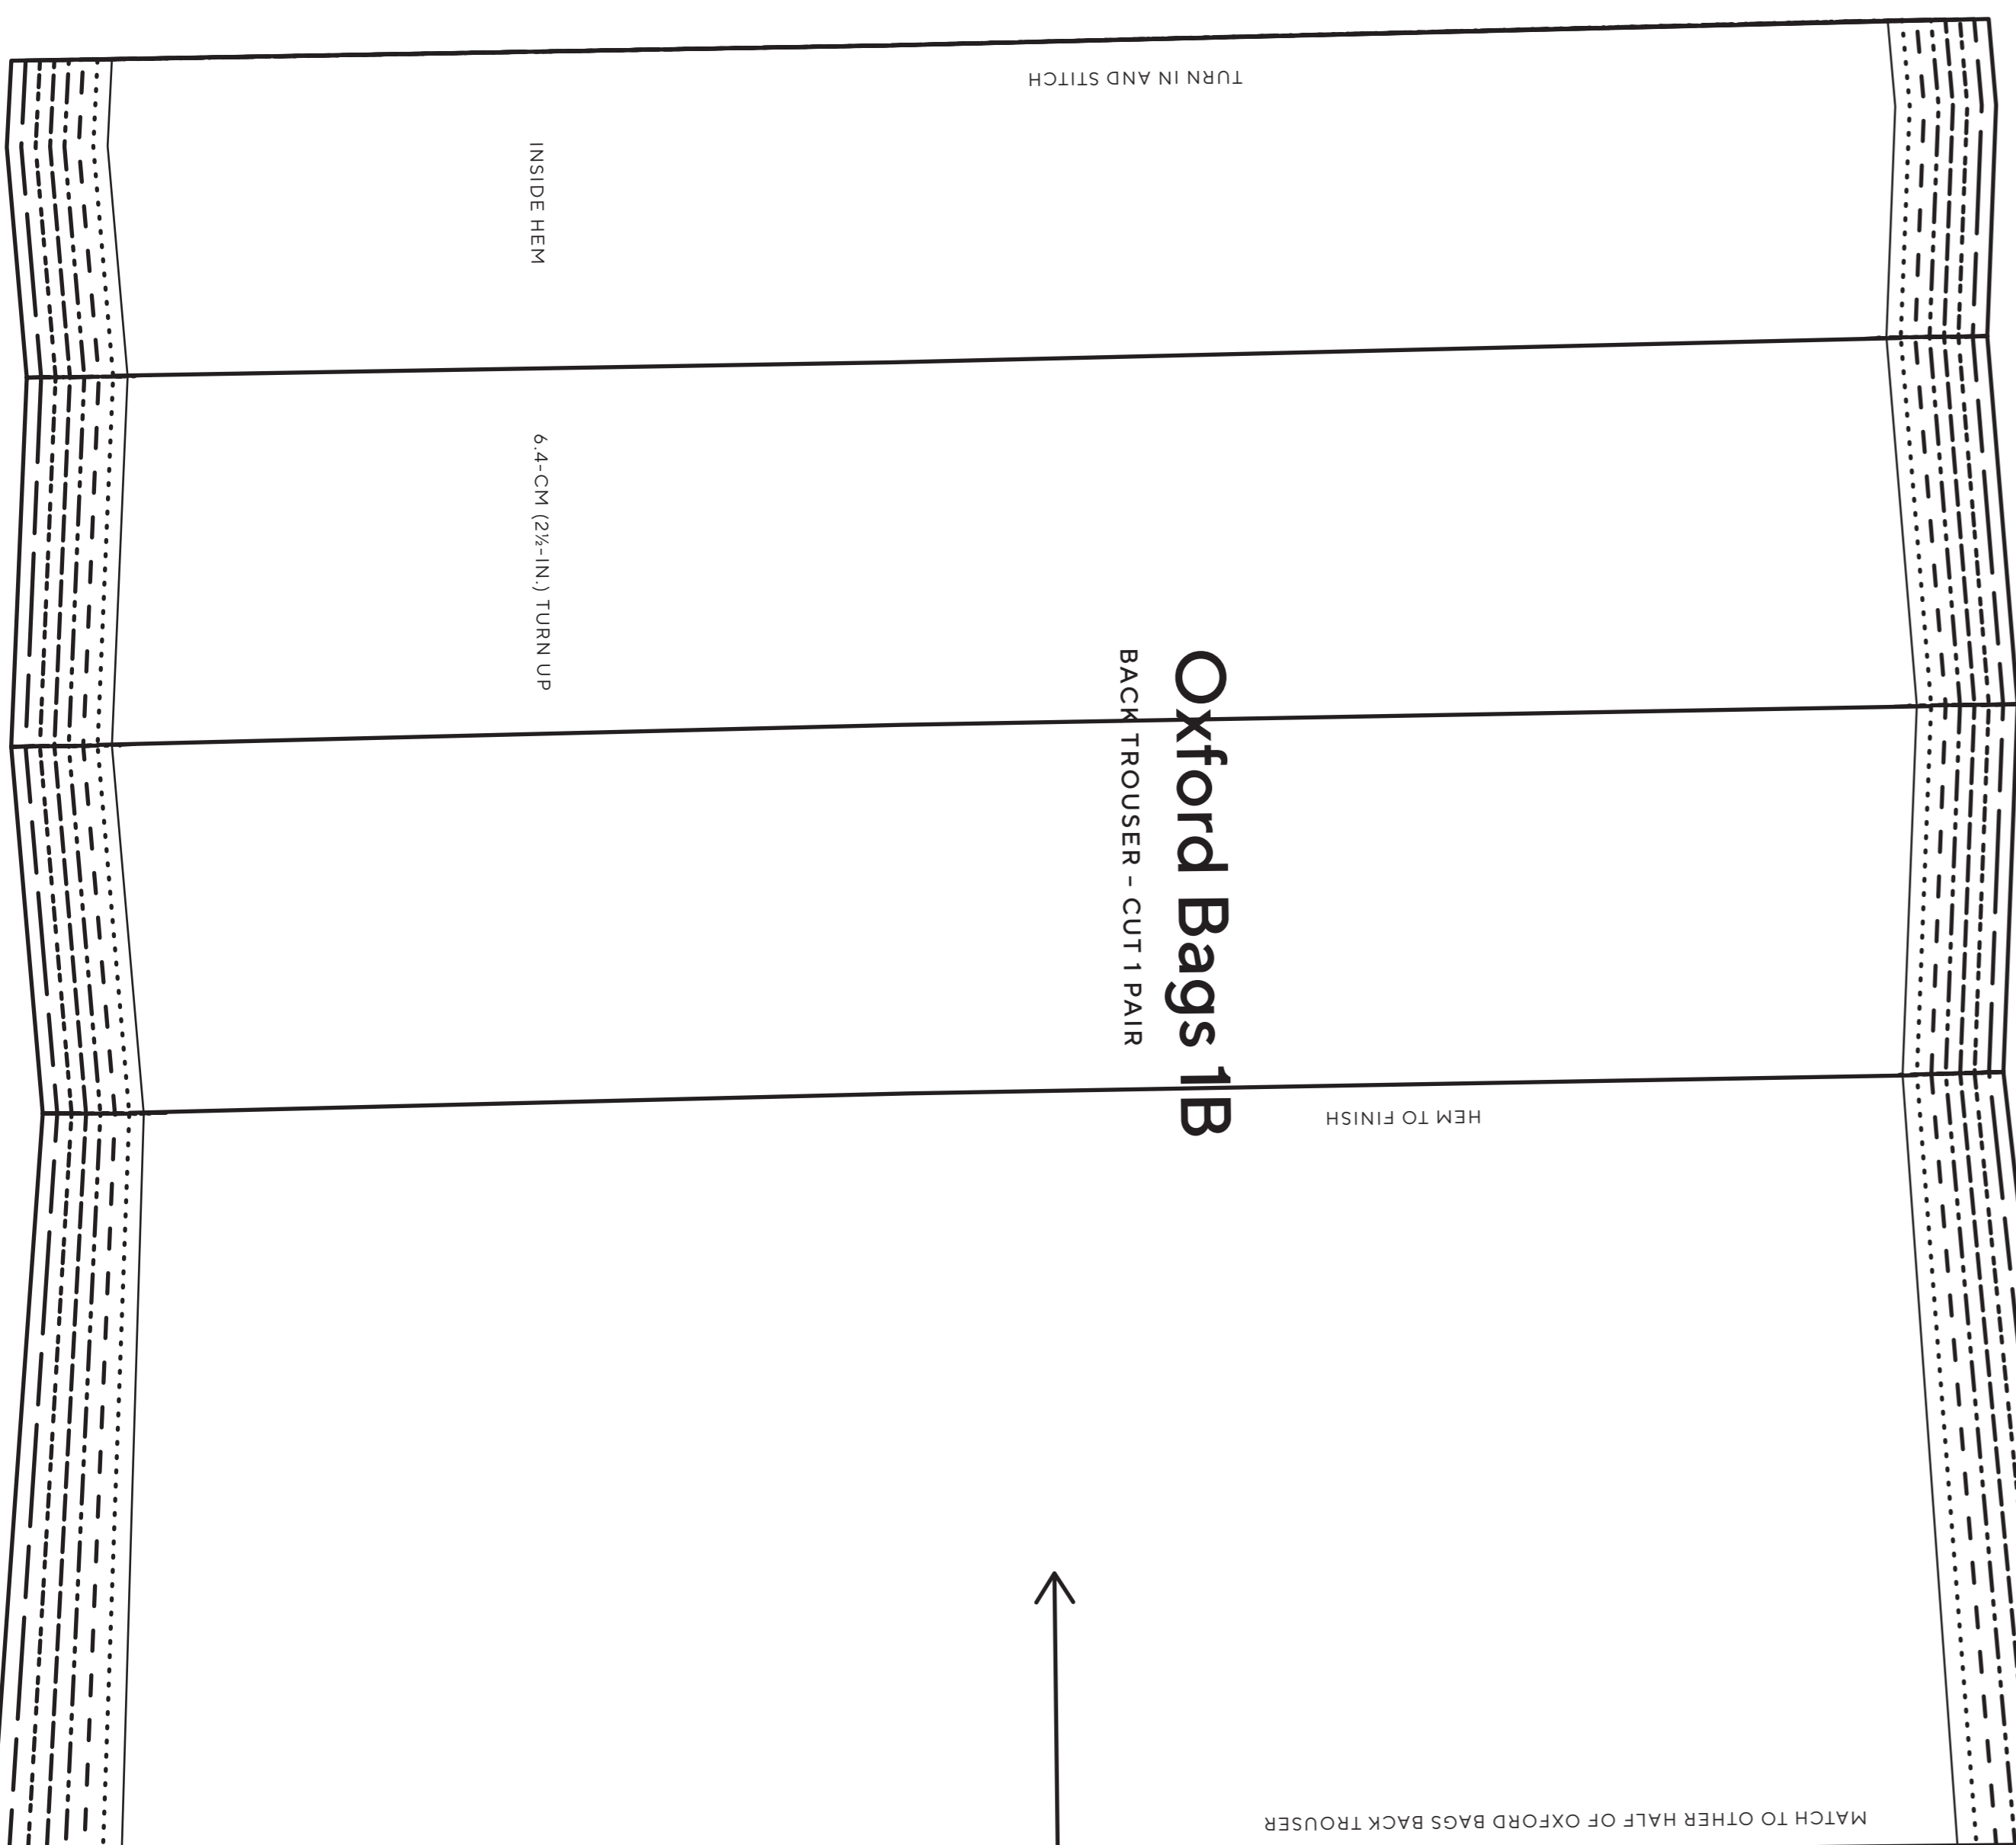 TURN IN AND STITCH
INSIDE HEM
6.4-CM (2½-IN.) TURN UP
Oxford Bags 1B
BACK TROUSER – CUT 1 PAIR
HEM TO FINISH
MATCH TO OTHER HALF OF OXFORD BAGS BACK TROUSER